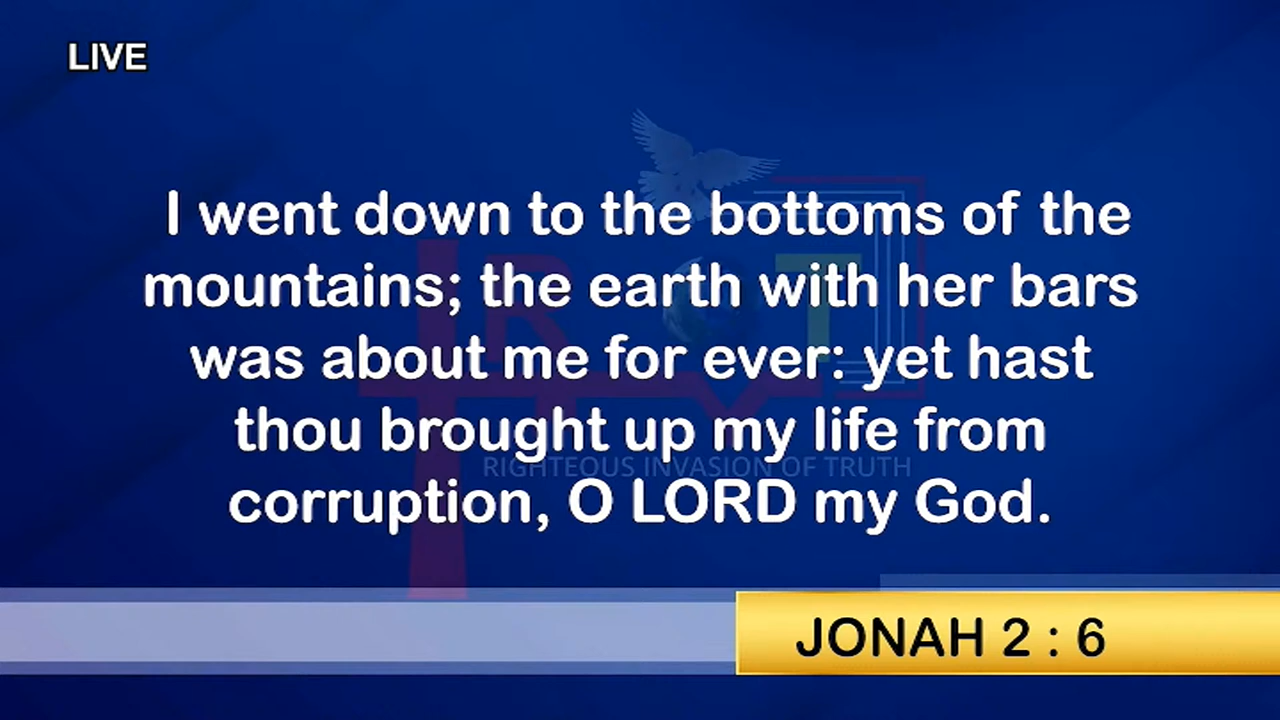 LIVE
I went down to the bottoms of the
mountains; the earth with her bars
was about me for ever: yet hast
thou brought up my life from
corruption, O LORD my God.
R T
RIGHTEOUS INVASION OF TRUTH
JONAH 2 : 6